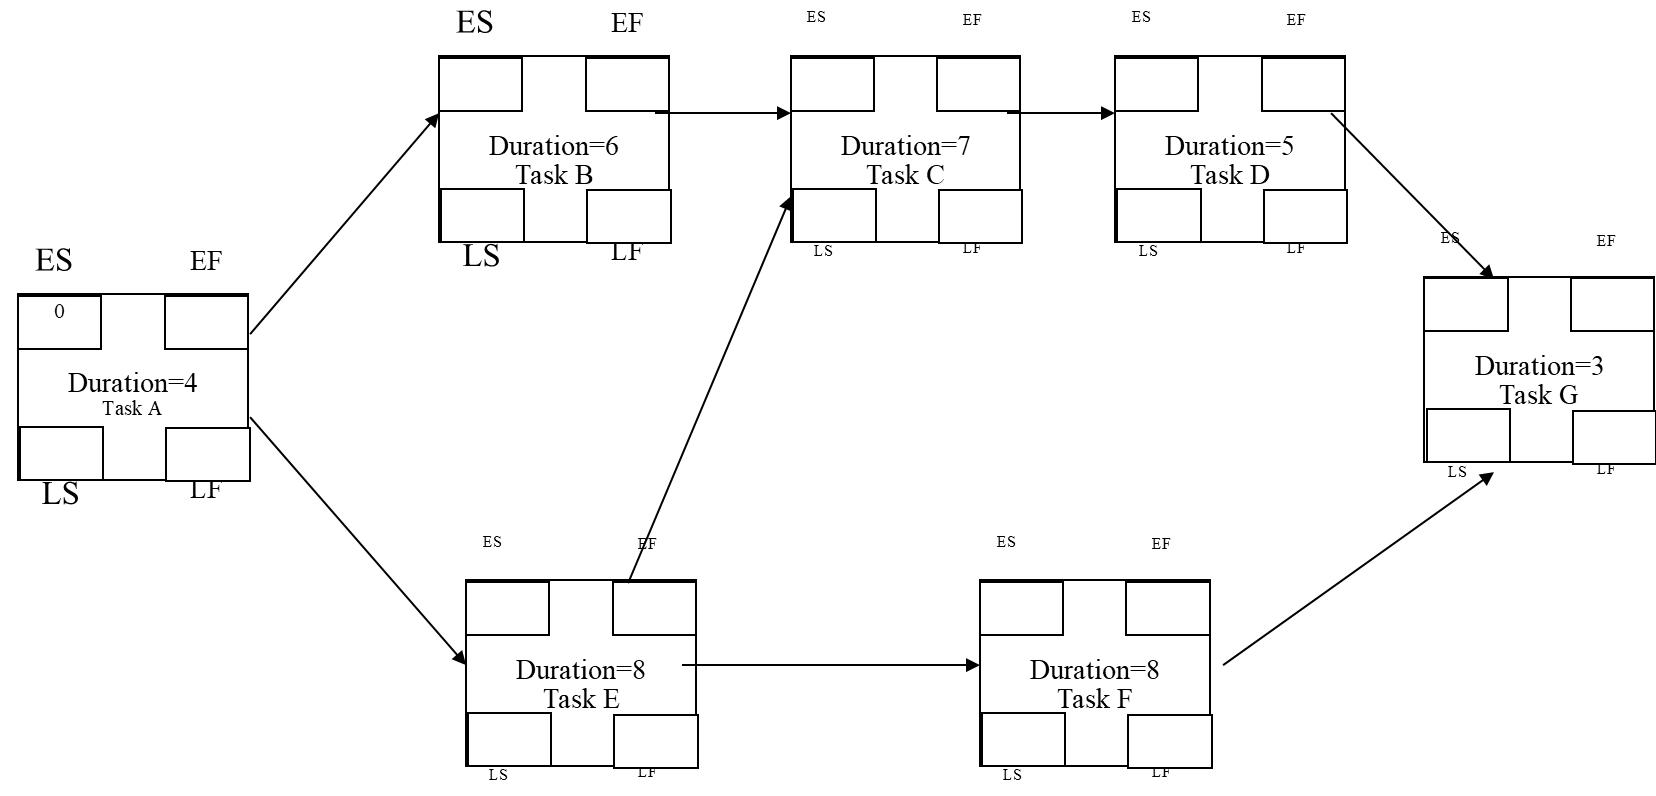 ES EF
Duration=6
Task B
LS LF
ES EF
Duration=7
Task C
LS LF
ES EF
Duration=5
Task D
LS LF
ES EF
0
Duration=4
Task A
LS LF
ES EF
Duration=3
Task G
LS LF
ES EF
Duration=8
Task E
LS LF
ES EF
Duration=8
Task F
LS LF